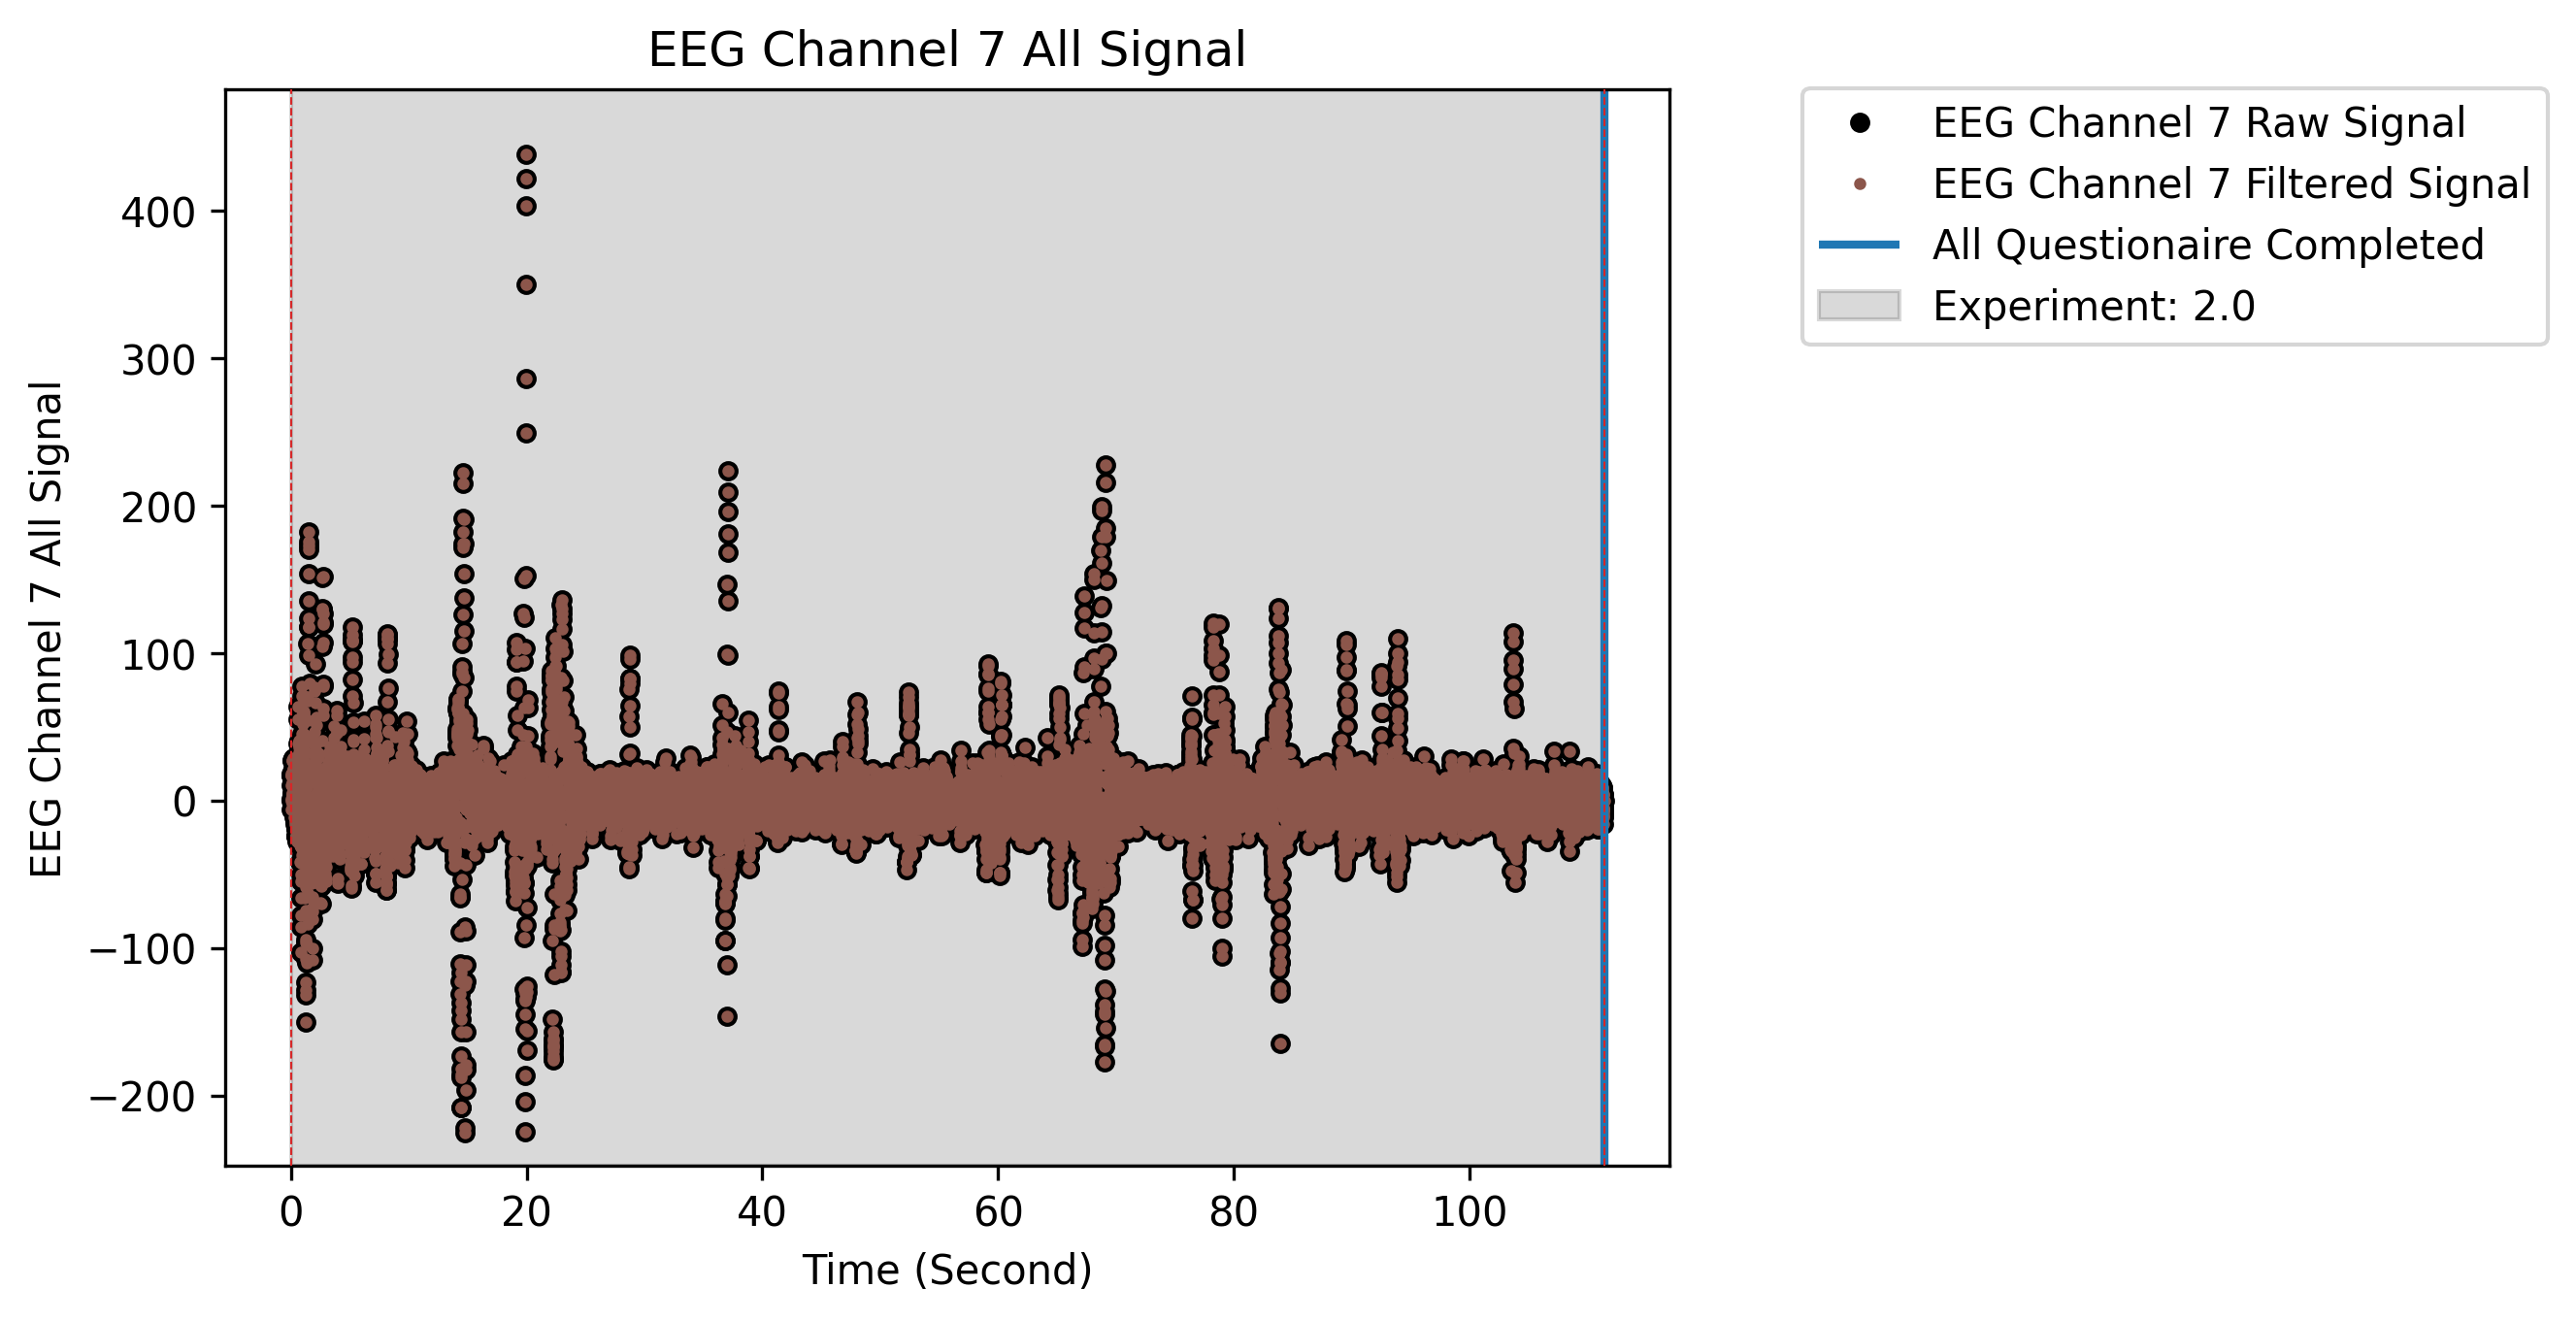 EEG Channel 7 All Signal
EEG Channel 7 All Signal
400
300
200
100
0
−100
−200
0 20 40 60 80 100
Time (Second)
EEG Channel 7 Raw Signal
EEG Channel 7 Filtered Signal
All Questionaire Completed
Experiment: 2.0